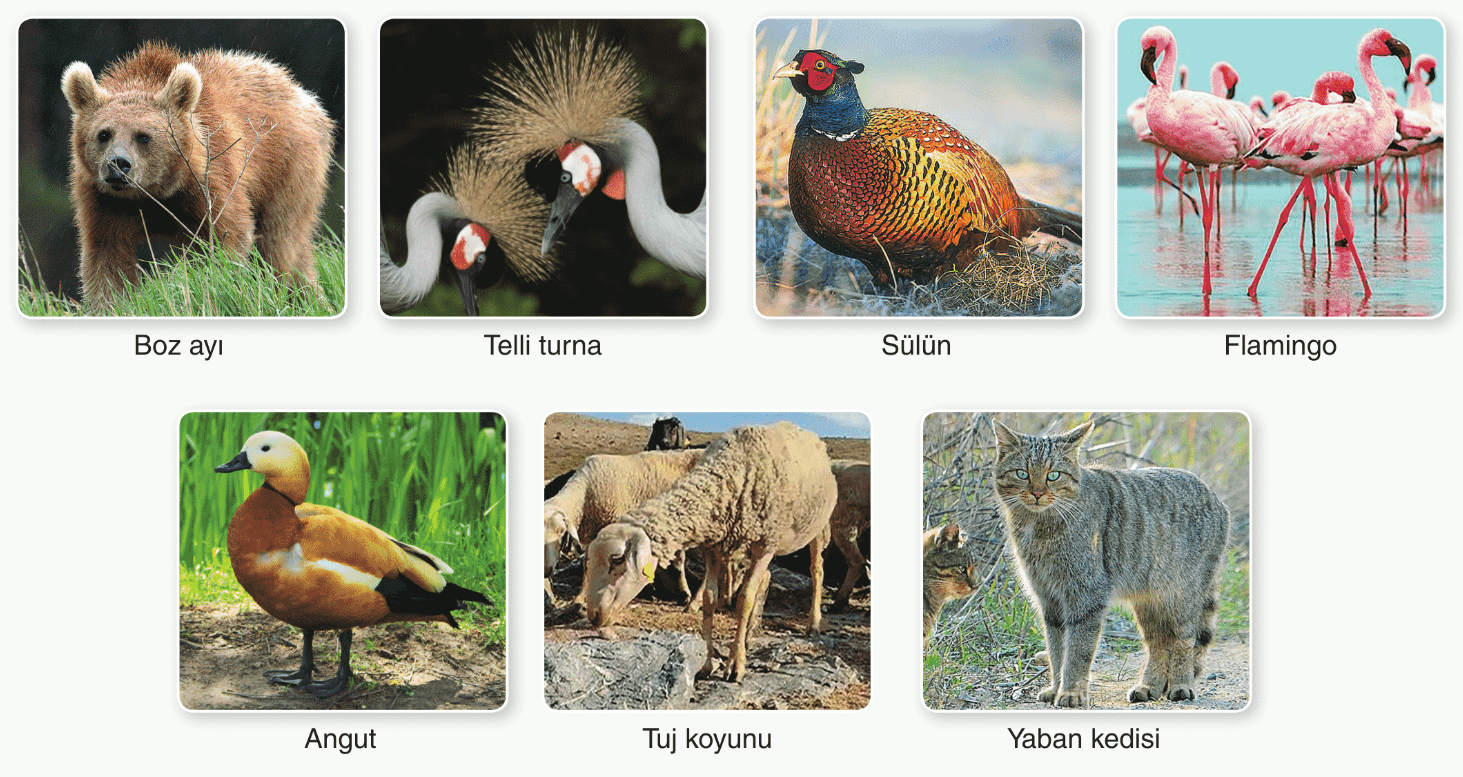 Boz ayı
Telli turna
Sülün
Flamingo
Angut
Tuj koyunu
Yaban kedisi